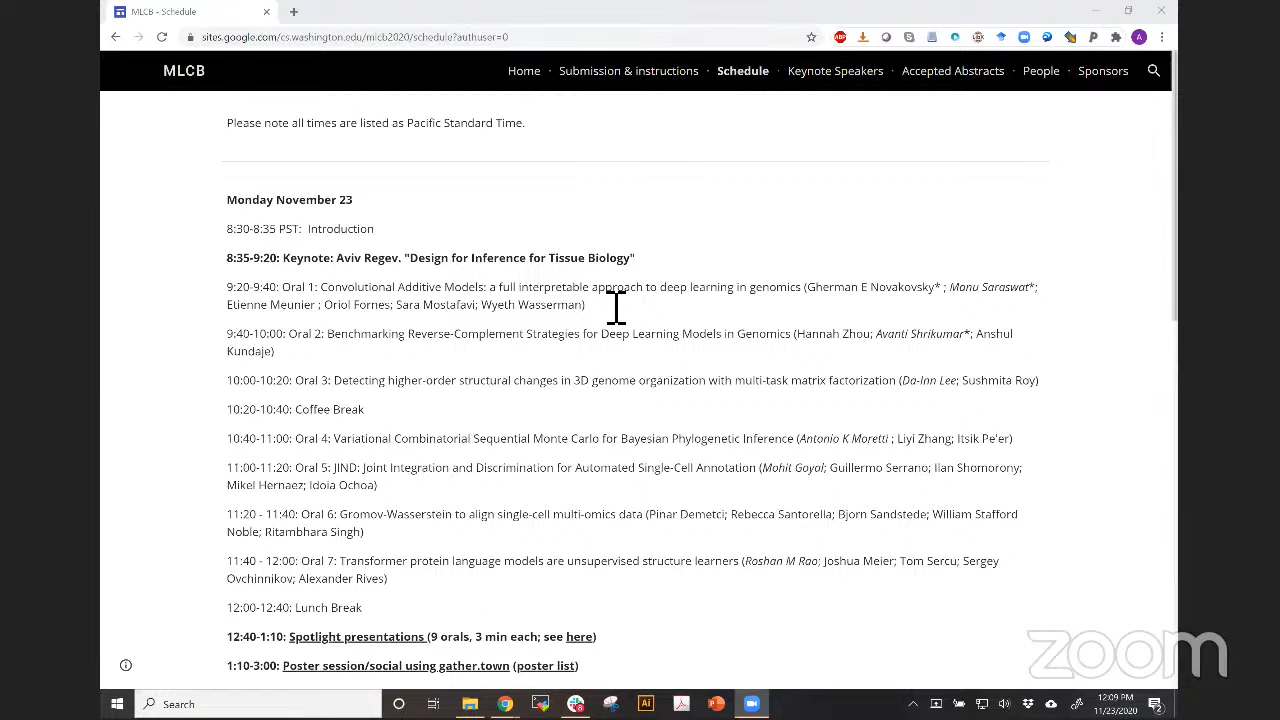 MLCB - Schedule
sites.google.com/cs.washington.edu/mlcb2020/schedule?authuser=0
MLCB
Home · Submission & instructions · Schedule · Keynote Speakers · Accepted Abstracts · People · Sponsors
Please note all times are listed as Pacific Standard Time.
Monday November 23
8:30-8:35 PST: Introduction
8:35-9:20: Keynote: Aviv Regev. "Design for Inference for Tissue Biology"
9:20-9:40: Oral 1: Convolutional Additive Models: a full interpretable approach to deep learning in genomics (Gherman E Novakovsky* ; Manu Saraswat*;
Etienne Meunier ; Oriol Fornes; Sara Mostafavi; Wyeth Wasserman)
9:40-10:00: Oral 2: Benchmarking Reverse-Complement Strategies for Deep Learning Models in Genomics (Hannah Zhou; Avanti Shrikumar*; Anshul
Kundaje)
10:00-10:20: Oral 3: Detecting higher-order structural changes in 3D genome organization with multi-task matrix factorization (Da-Inn Lee; Sushmita Roy)
10:20-10:40: Coffee Break
10:40-11:00: Oral 4: Variational Combinatorial Sequential Monte Carlo for Bayesian Phylogenetic Inference (Antonio K Moretti ; Liyi Zhang; Itsik Pe'er)
11:00-11:20: Oral 5: JIND: Joint Integration and Discrimination for Automated Single-Cell Annotation (Mohit Goyal; Guillermo Serrano; Ilan Shomorony;
Mikel Hernaez; Idoia Ochoa)
11:20 - 11:40: Oral 6: Gromov-Wasserstein to align single-cell multi-omics data (Pinar Demetci; Rebecca Santorella; Bjorn Sandstede; William Stafford
Noble; Ritambhara Singh)
11:40 - 12:00: Oral 7: Transformer protein language models are unsupervised structure learners (Roshan M Rao; Joshua Meier; Tom Sercu; Sergey
Ovchinnikov; Alexander Rives)
12:00-12:40: Lunch Break
12:40-1:10: Spotlight presentations (9 orals, 3 min each; see here)
1:10-3:00: Poster session/social using gather.town (poster list)
zoom
Search
12:09 PM
11/23/2020